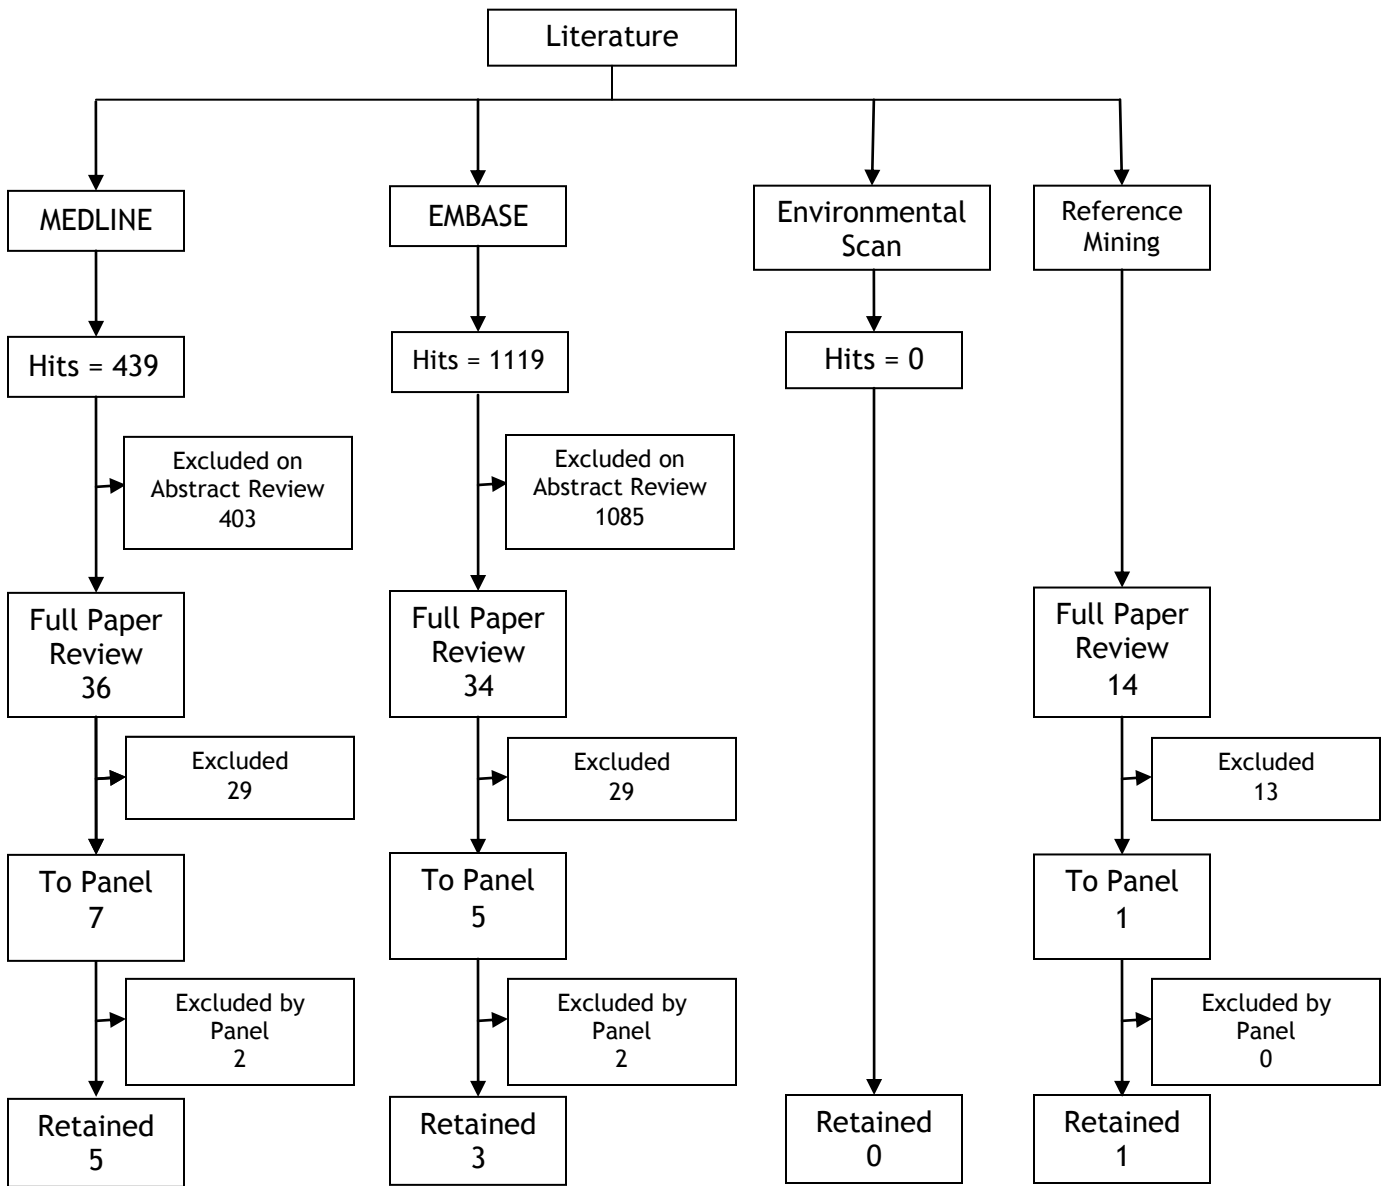 Literature
MEDLINE
EMBASE
Environmental
Scan
Reference
Mining
Hits = 439
Hits = 1119
Hits = 0
Excluded on
Abstract Review
403
Excluded on
Abstract Review
1085
Full Paper
Review
36
Full Paper
Review
34
Full Paper
Review
14
Excluded
29
Excluded
29
Excluded
13
To Panel
7
To Panel
5
To Panel
1
Excluded by
Panel
2
Excluded by
Panel
2
Excluded by
Panel
0
Retained
5
Retained
3
Retained
0
Retained
1